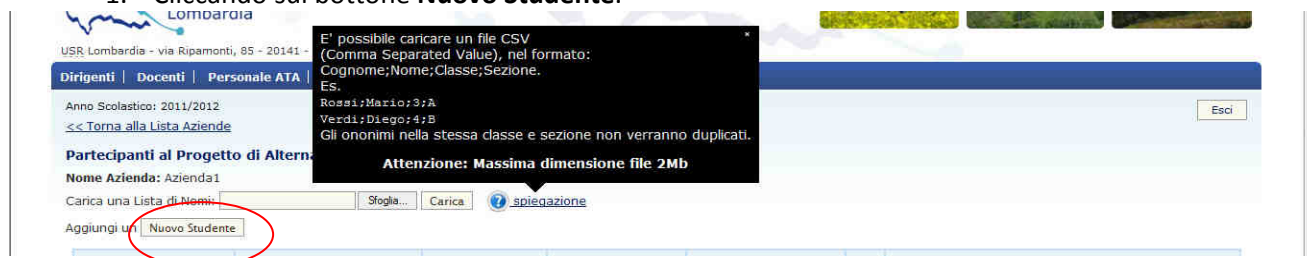 1. Cliccando sul bottone Nuovo Studente.
Lombardia
USR Lombardia - via Ripamonti, 85 - 20141 -
Dirigenti | Docenti | Personale ATA |
Anno Scolastico: 2011/2012
Esci
<< Torna alla Lista Aziende
Partecipanti al Progetto di Alterna
Nome Azienda: Azienda1
Carica una Lista di Nomi: Sfoglia... Carica spiegazione
Aggiungi un Nuovo Studente
E' possibile caricare un file CSV
(Comma Separated Value), nel formato:
Cognome;Nome;Classe;Sezione.
Es.
Rossi;Mario;3;A
Verdi;Diego;4;B
Gli ononimi nella stessa classe e sezione non verranno duplicati.
Attenzione: Massima dimensione file 2Mb